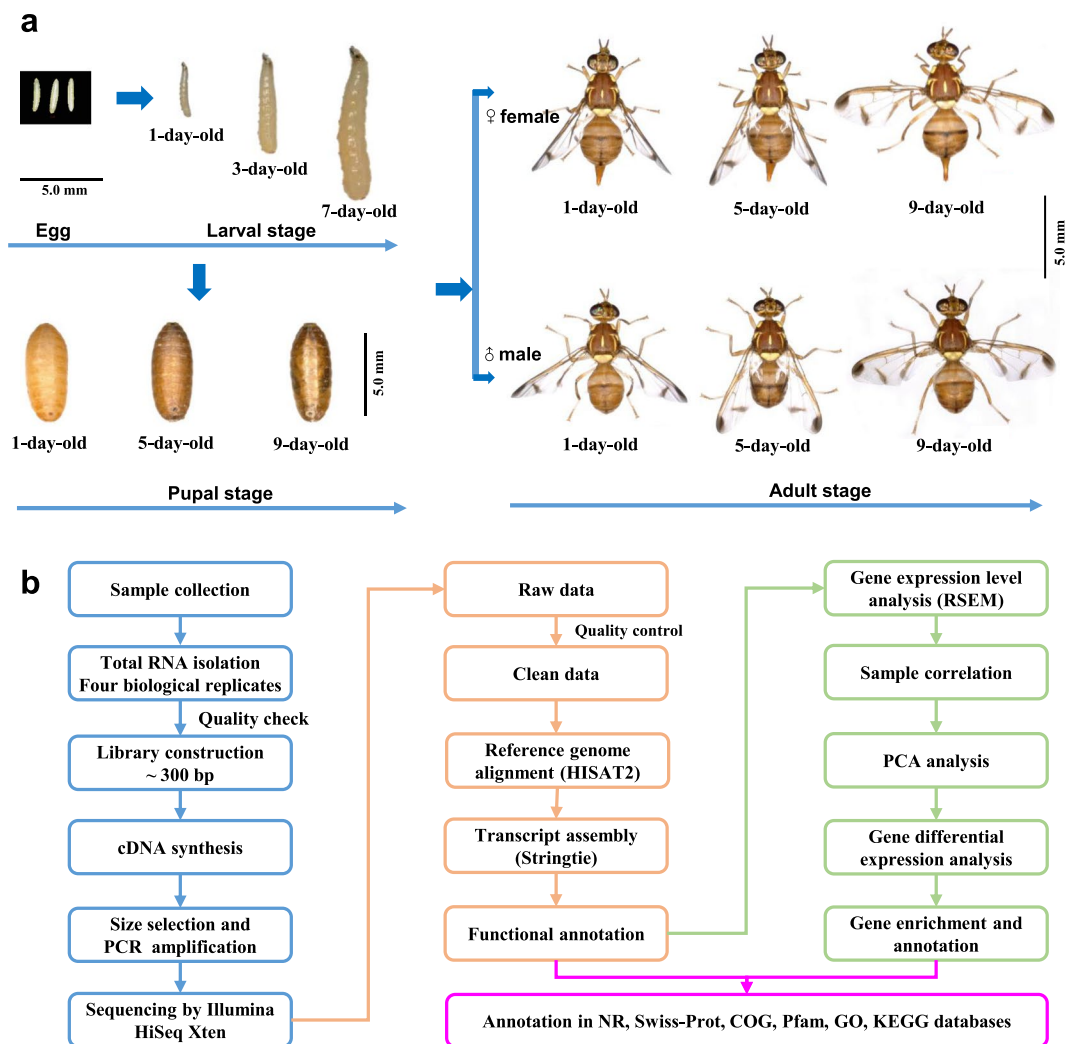 a
1-day-old
3-day-old
7-day-old
5.0 mm
Egg
Larval stage
1-day-old
5-day-old
9-day-old
5.0 mm
Pupal stage
♀ female
1-day-old
5-day-old
9-day-old
5.0 mm
♂ male
1-day-old
5-day-old
9-day-old
Adult stage
b
Sample collection
Total RNA isolation
Four biological replicates
Quality check
Library construction
~ 300 bp
cDNA synthesis
Size selection and
PCR amplification
Sequencing by Illumina
HiSeq Xten
Raw data
Quality control
Clean data
Reference genome
alignment (HISAT2)
Transcript assembly
(Stringtie)
Functional annotation
Gene expression level
analysis (RSEM)
Sample correlation
PCA analysis
Gene differential
expression analysis
Gene enrichment and
annotation
Annotation in NR, Swiss-Prot, COG, Pfam, GO, KEGG databases